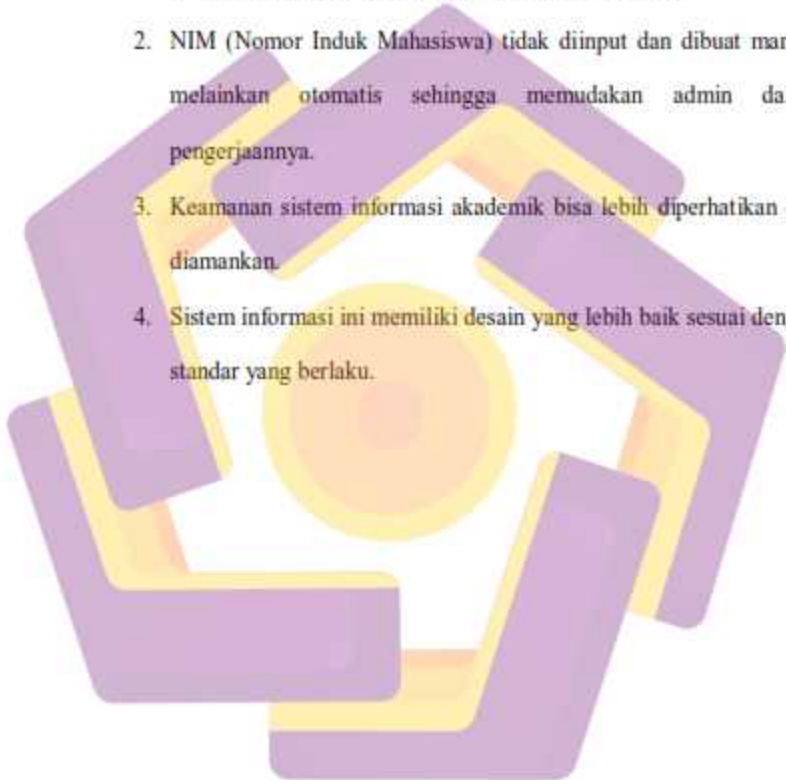 2. NIM (Nomor Induk Mahasiswa) tidak diinput dan dibuat
melainkan otomatis sehingga memudakan admin
pengerjaannya.
3. Keamanan sistem informasi akademik bisa lebih diperhatikan
diamankan.
4. Sistem informasi ini memiliki desain yang lebih baik sesuai
standar yang berlaku.